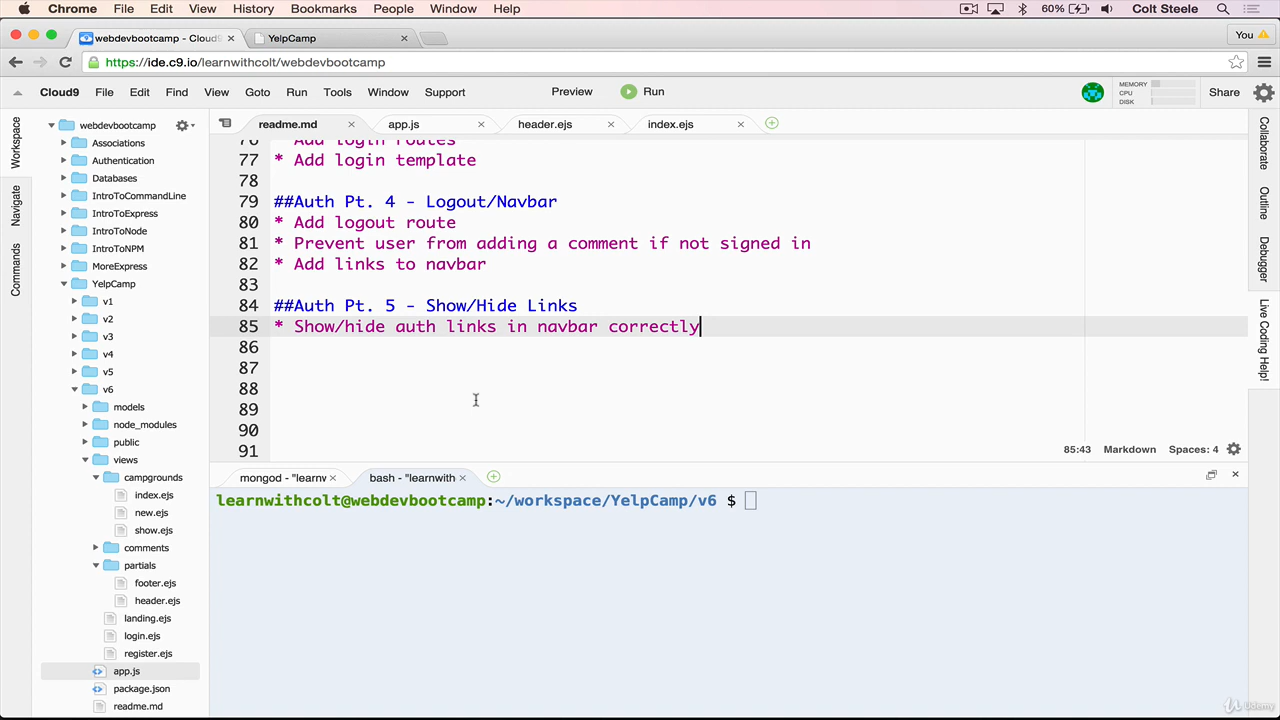 Chrome File Edit View History Bookmarks People Window Help 60% Colt Steele
webdevbootcamp - Cloud9 × YelpCamp × You
https://ide.c9.io/learnwithcolt/webdevbootcamp
Cloud9 File Edit Find View Goto Run Tools Window Support Preview Run MEMORY CPU DISK Share
Workspace
Navigate
Commands
webdevbootcamp
Associations
Authentication
Databases
IntroToCommandLine
IntroToExpress
IntroToNode
IntroToNPM
MoreExpress
YelpCamp
v1
v2
v3
v4
v5
v6
models
node_modules
public
views
campgrounds
index.ejs
new.ejs
show.ejs
comments
partials
footer.ejs
header.ejs
landing.ejs
login.ejs
register.ejs
app.js
package.json
readme.md
readme.md × app.js × header.ejs × index.ejs ×
76 * Add login routes
77 * Add login template
78
79 ##Auth Pt. 4 - Logout/Navbar
80 * Add logout route
81 * Prevent user from adding a comment if not signed in
82 * Add links to navbar
83
84 ##Auth Pt. 5 - Show/Hide Links
85 * Show/hide auth links in navbar correctly
86
87
88
89
90
91
85:43 Markdown Spaces: 4
mongod - "learnw × bash - "learnwith ×
learnwithcolt@webdevbootcamp:~/workspace/YelpCamp/v6 $
Collaborate
Outline
Debugger
Live Coding Help!
Udemy